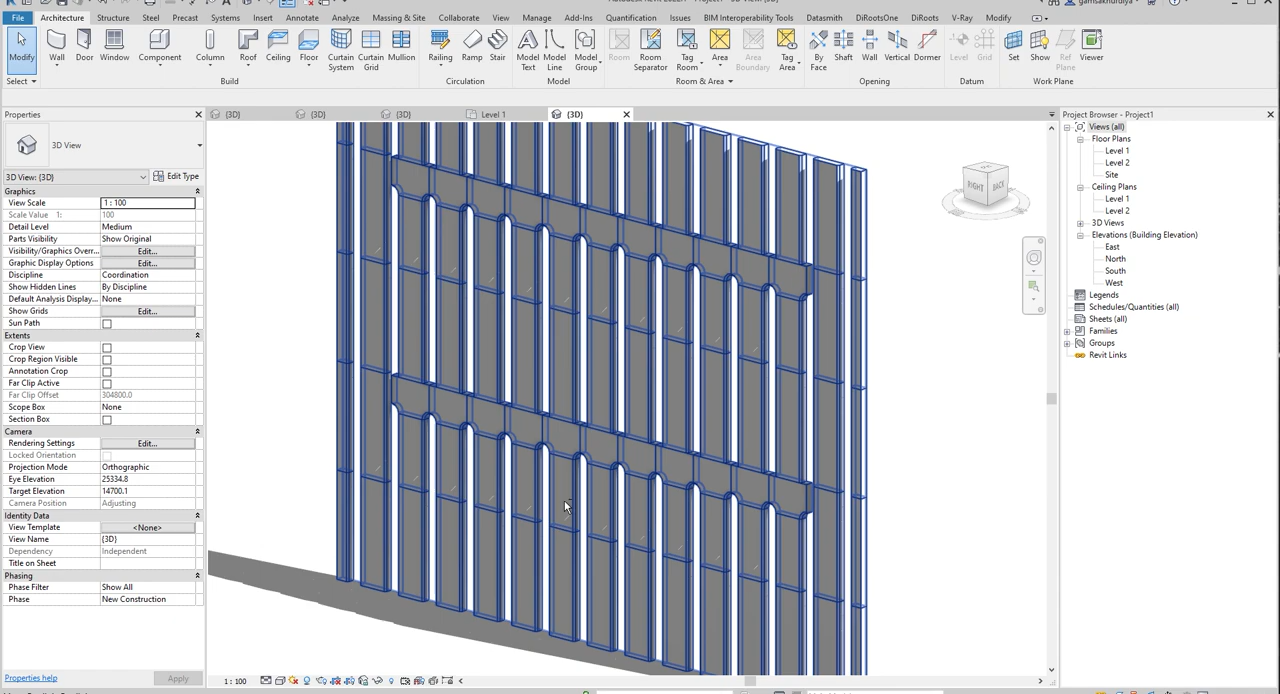 File Architecture Structure Steel Precast Systems Insert Annotate Analyze Massing & Site Collaborate View Manage Add-Ins Quantification Issues BIM Interoperability Tools Datasmith DiRootsOne DiRoots V-Ray Modify
Modify Wall Door Window Component Column Roof Ceiling Floor Curtain System Curtain Grid Mullion Railing Ramp Stair Model Text Model Line Model Group Room Room Separator Tag Room Area Area Boundary Tag Area By Face Shaft Wall Vertical Dormer Level Grid Set Show Ref Plane Viewer
Select Build Circulation Model Room & Area Opening Datum Work Plane
Properties
{3D} {3D} {3D} Level 1 {3D}
Project Browser - Project1
3D View
3D View: {3D} Edit Type
Graphics
View Scale 1 : 100
Scale Value 1: 100
Detail Level Medium
Parts Visibility Show Original
Visibility/Graphics Overr... Edit...
Graphic Display Options Edit...
Discipline Coordination
Show Hidden Lines By Discipline
Default Analysis Display... None
Show Grids Edit...
Sun Path
Extents
Crop View
Crop Region Visible
Annotation Crop
Far Clip Active
Far Clip Offset 304800.0
Scope Box None
Section Box
Camera
Rendering Settings Edit...
Locked Orientation
Projection Mode Orthographic
Eye Elevation 25334.8
Target Elevation 14700.1
Camera Position Adjusting
Identity Data
View Template <None>
View Name {3D}
Dependency Independent
Title on Sheet
Phasing
Phase Filter Show All
Phase New Construction
Properties help Apply
RIGHT BACK
Views (all)
Floor Plans
Level 1
Level 2
Site
Ceiling Plans
Level 1
Level 2
3D Views
Elevations (Building Elevation)
East
North
South
West
Legends
Schedules/Quantities (all)
Sheets (all)
Families
Groups
Revit Links
1 : 100